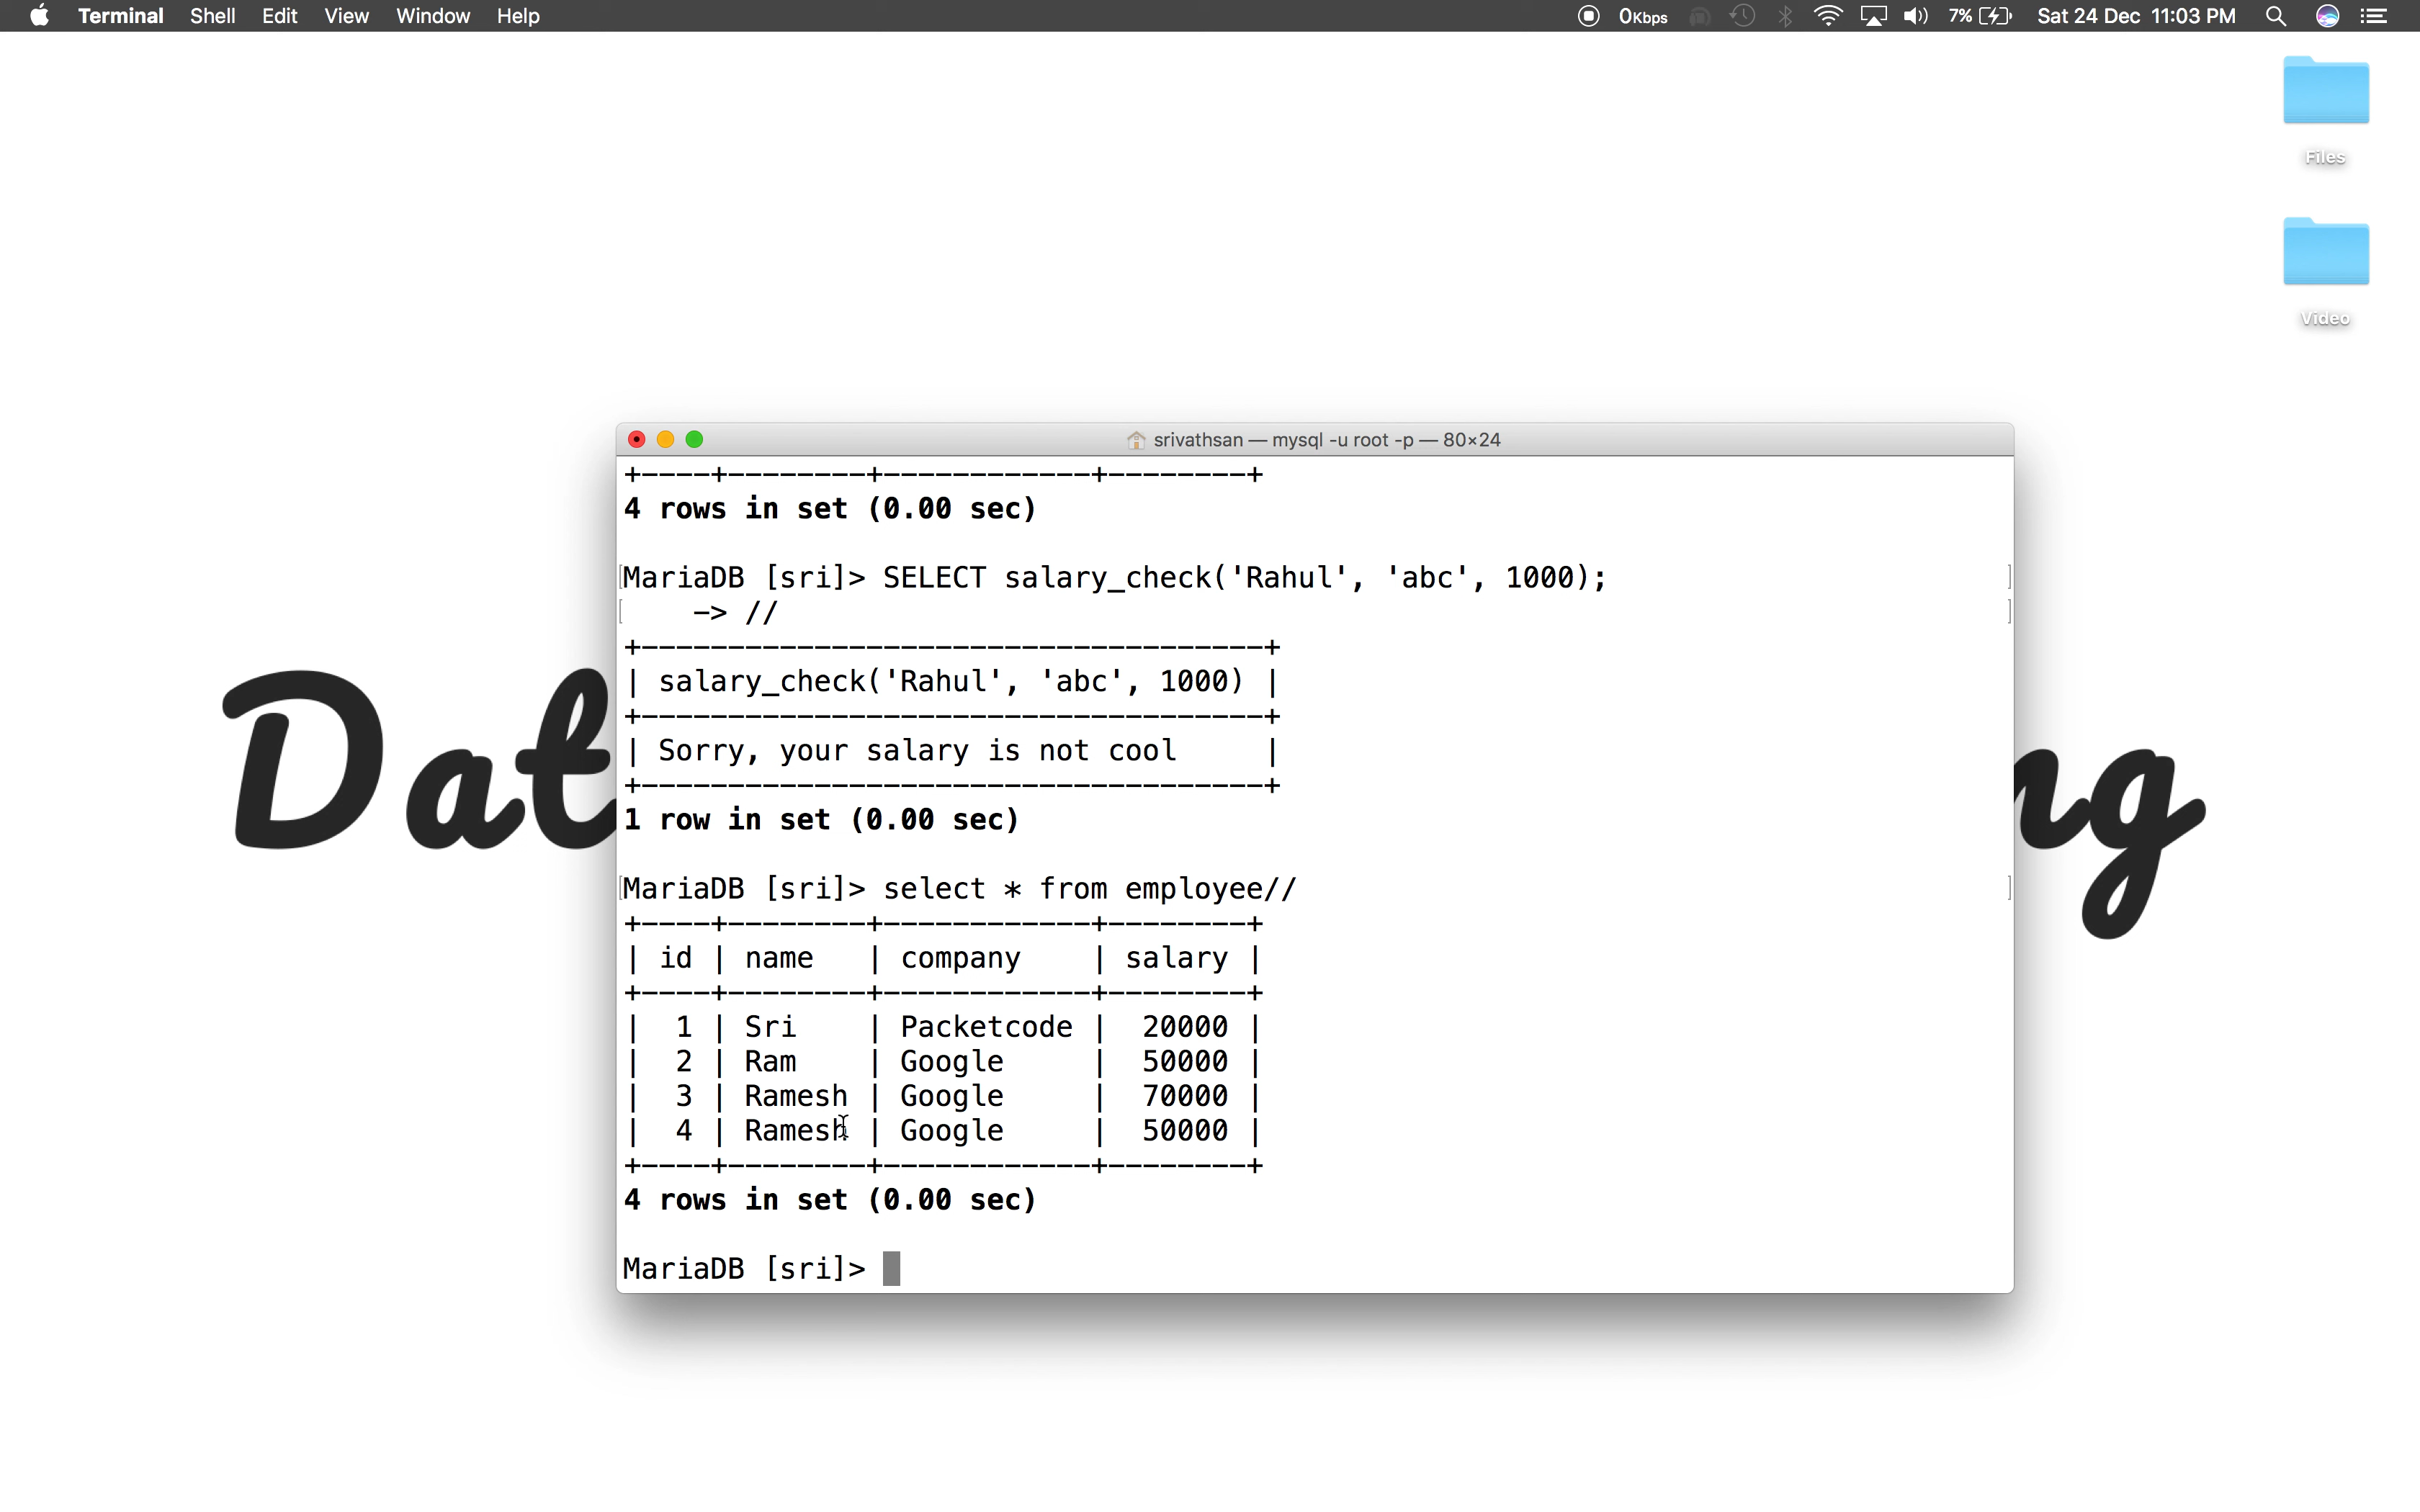 Terminal Shell Edit View Window Help 0Kbps 7% Sat 24 Dec 11:03 PM
Files
Video
srivathsan — mysql -u root -p — 80×24
+----+--------+------------+--------+
4 rows in set (0.00 sec)
MariaDB [sri]> SELECT salary_check('Rahul', 'abc', 1000);
    -> //
+-------------------------------------+
| salary_check('Rahul', 'abc', 1000) |
+-------------------------------------+
| Sorry, your salary is not cool     |
+-------------------------------------+
1 row in set (0.00 sec)
MariaDB [sri]> select * from employee//
+----+--------+------------+--------+
| id | name   | company    | salary |
+----+--------+------------+--------+
|  1 | Sri    | Packetcode |  20000 |
|  2 | Ram    | Google     |  50000 |
|  3 | Ramesh | Google     |  70000 |
|  4 | Ramesh | Google     |  50000 |
+----+--------+------------+--------+
4 rows in set (0.00 sec)
MariaDB [sri]>
Dat ng